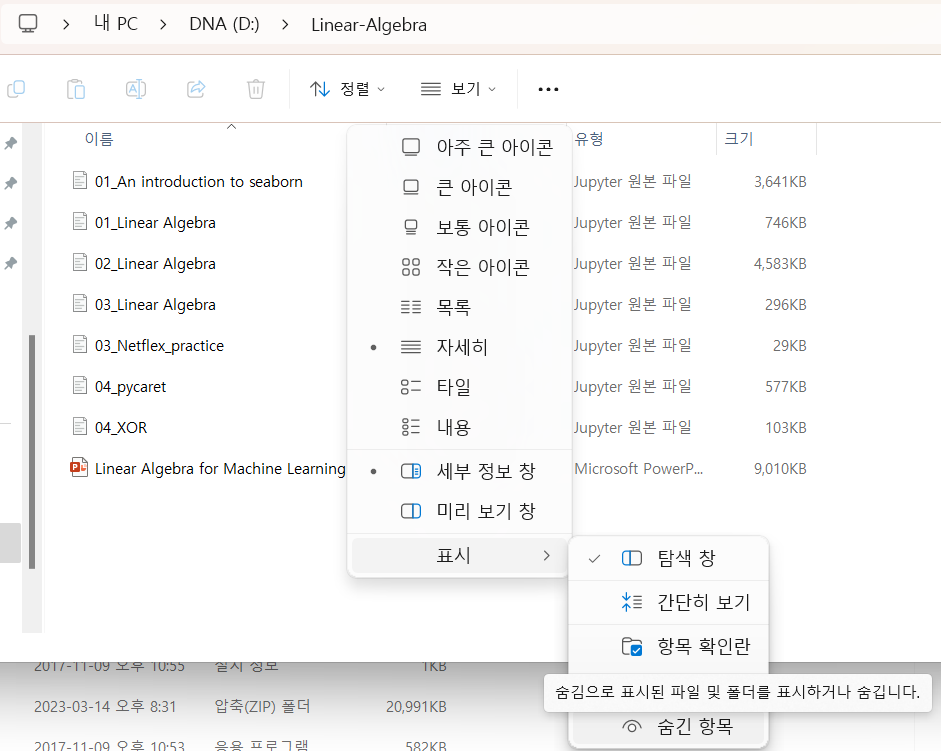 내 PC > DNA (D:) > Linear-Algebra
정렬 보기
이름 유형 크기
01_An introduction to seaborn Jupyter 원본 파일 3,641KB
01_Linear Algebra Jupyter 원본 파일 746KB
02_Linear Algebra Jupyter 원본 파일 4,583KB
03_Linear Algebra Jupyter 원본 파일 296KB
03_Netflex_practice Jupyter 원본 파일 29KB
04_pycaret Jupyter 원본 파일 577KB
04_XOR Jupyter 원본 파일 103KB
Linear Algebra for Machine Learning Microsoft PowerP... 9,010KB
아주 큰 아이콘
큰 아이콘
보통 아이콘
작은 아이콘
목록
자세히
타일
내용
세부 정보 창
미리 보기 창
표시
탐색 창
간단히 보기
항목 확인란
숨김으로 표시된 파일 및 폴더를 표시하거나 숨깁니다.
숨긴 항목
2017-11-09 오후 10:55 설치 정보 1KB
2023-03-14 오후 8:31 압축(ZIP) 폴더 20,991KB
2017-11-09 오후 10:53 응용 프로그램 582KB